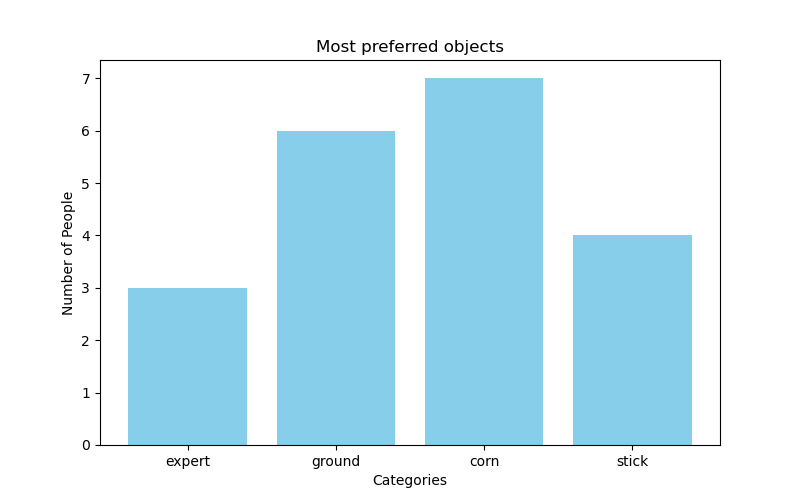 Most preferred objects
Number of People
7
6
5
4
3
2
1
0
expert ground corn stick
Categories